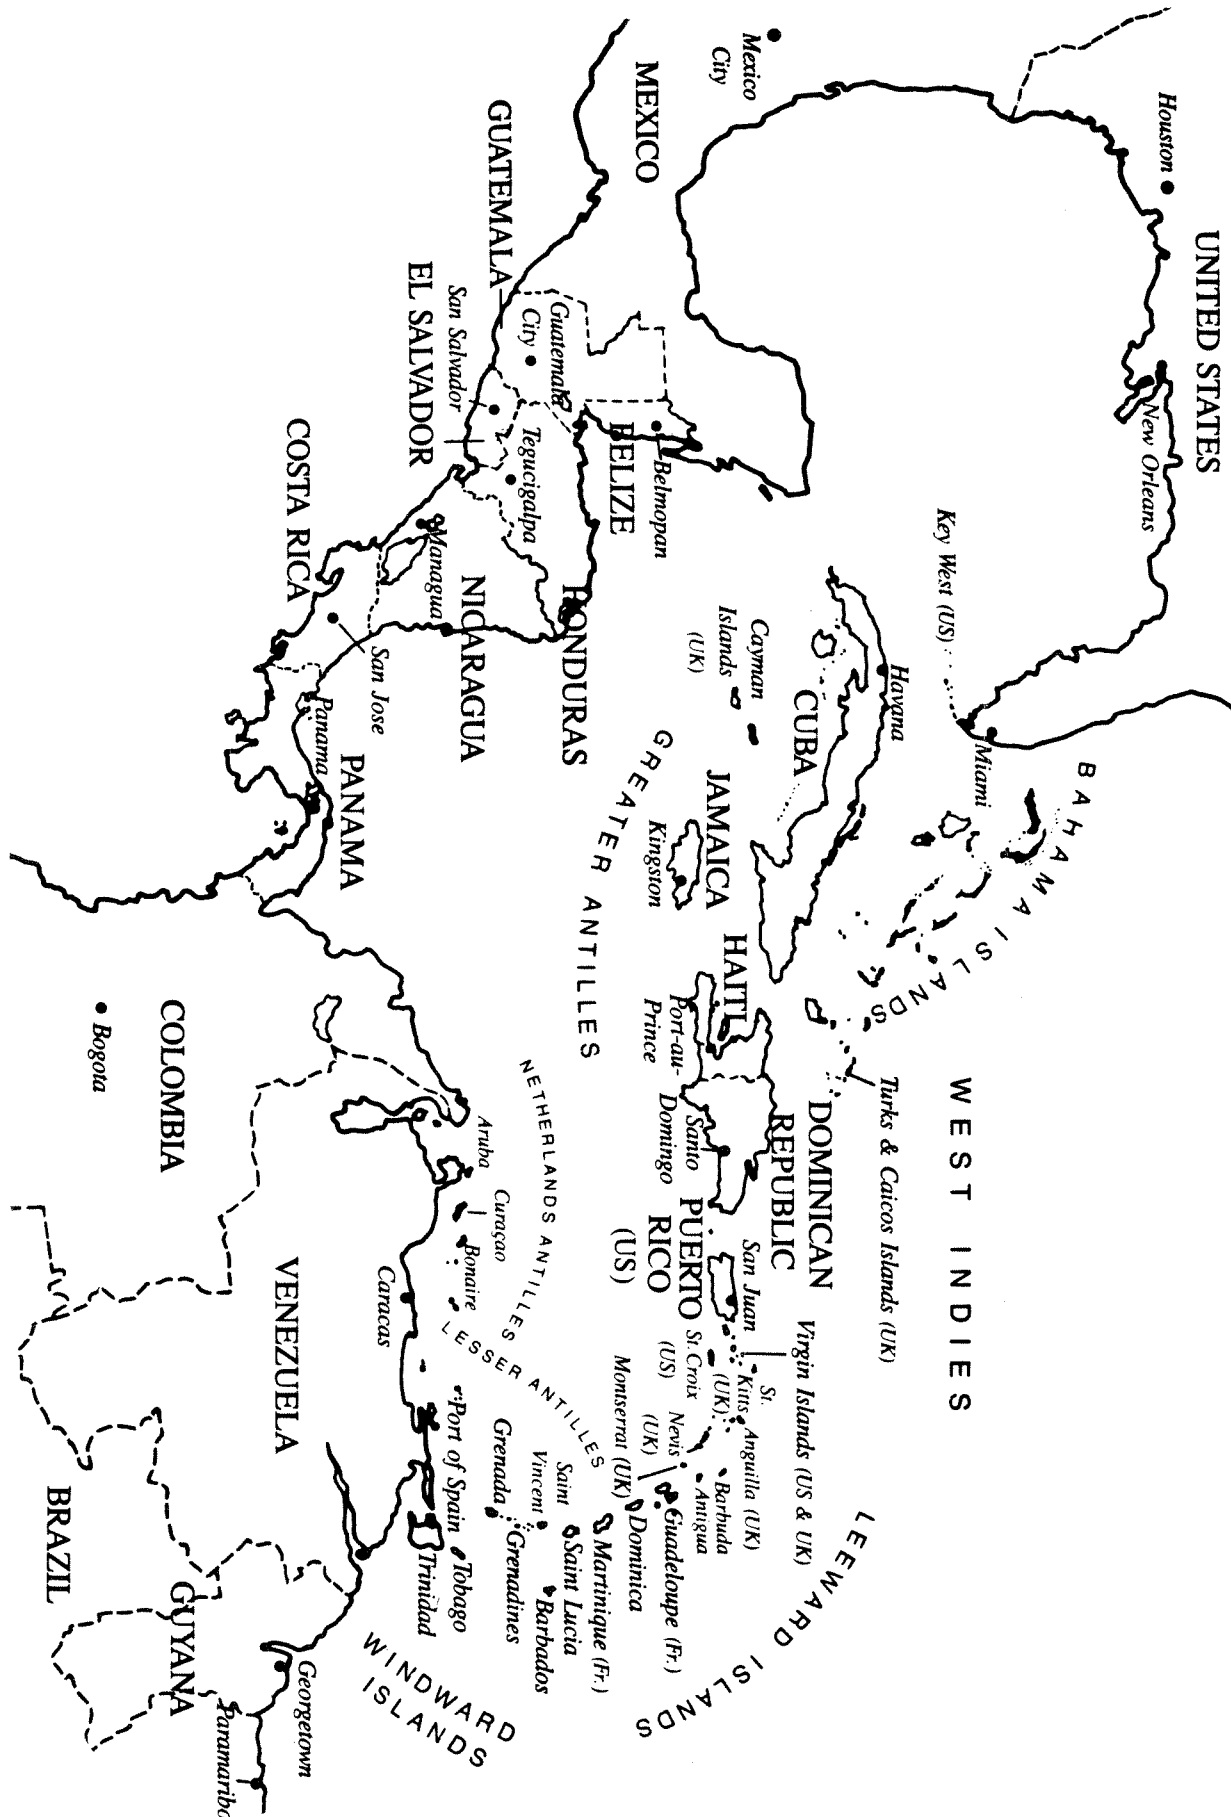 UNITED STATES
Houston
New Orleans
Mexico
City
MEXICO
Key West (US)
Miami
BAHAMA ISLANDS
Havana
CUBA
Cayman
Islands
(UK)
WEST INDIES
Turks & Caicos Islands (UK)
GREATER ANTILLES
JAMAICA
Kingston
HAITI
Port-au-
Prince
DOMINICAN
REPUBLIC
Santo
Domingo
PUERTO
RICO
(US)
San Juan
Virgin Islands (US & UK)
St. Croix
(US)
St.
Kitts
(UK)
Anguilla (UK)
Barbuda
Antigua
Nevis
(UK)
Montserrat (UK)
Guadeloupe (Fr.)
Dominica
Martinique (Fr.)
Saint Lucia
Saint
Vincent
Barbados
Grenada
Grenadines
Tobago
Port of Spain
Trinidad
LEEWARD ISLANDS
WINDWARD
ISLANDS
LESSER ANTILLES
NETHERLANDS ANTILLES
Aruba
Curaçao
Bonaire
BELIZE
Belmopan
GUATEMALA
Guatemala
City
EL SALVADOR
San Salvador
HONDURAS
Tegucigalpa
NICARAGUA
Managua
COSTA RICA
San Jose
PANAMA
Panama
COLOMBIA
Bogota
VENEZUELA
Caracas
BRAZIL
GUYANA
Georgetown
Paramaribo